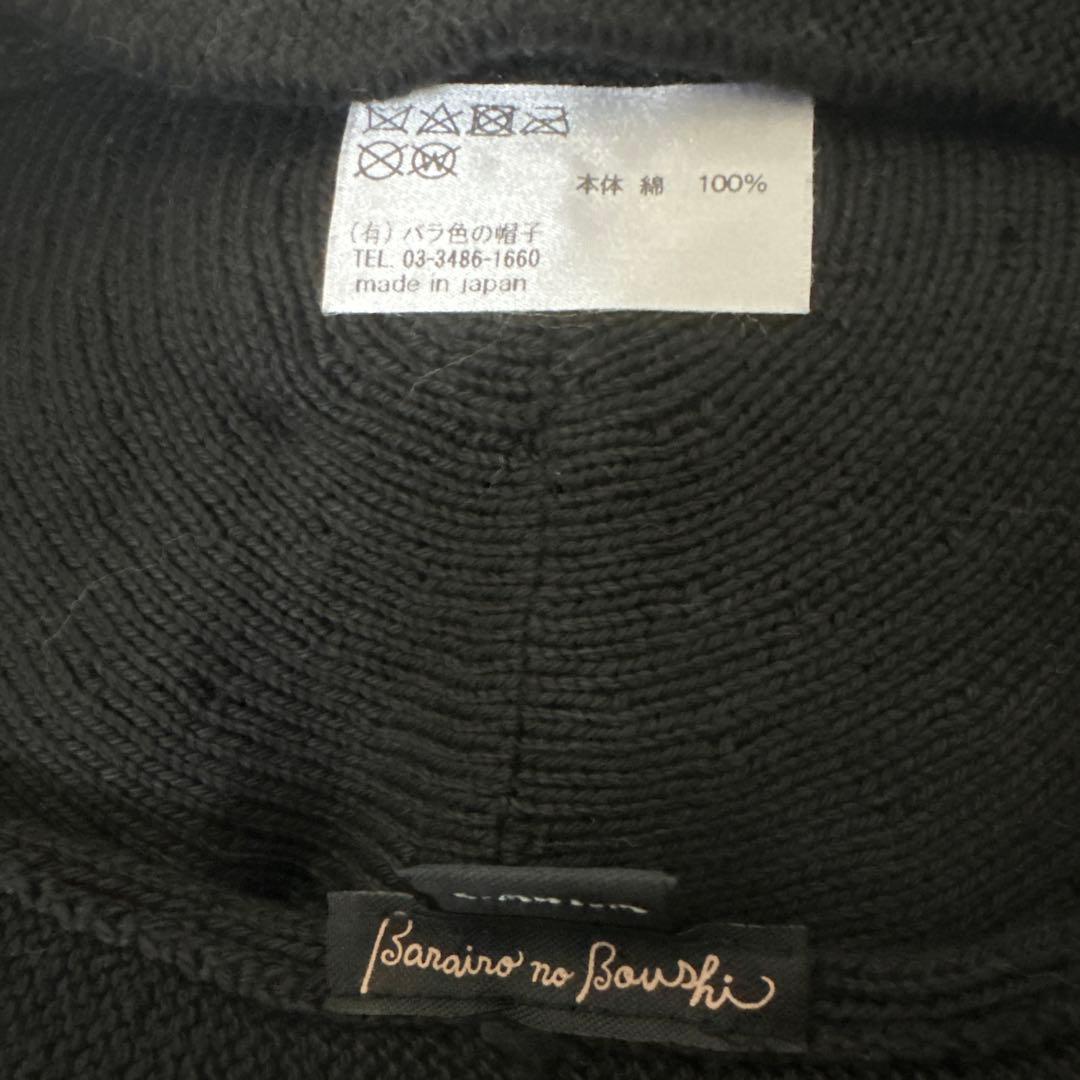 W
本体 綿 100%
(有)バラ色の帽子
TEL. 03-3486-1660
made in japan
Barairo no Boushi